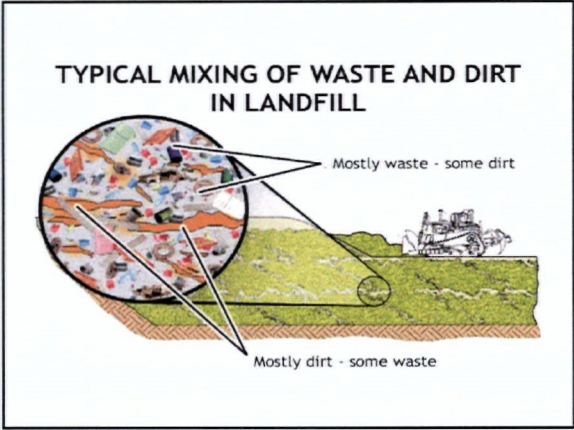 TYPICAL MIXING OF WASTE AND DIRT
IN LANDFILL
Mostly waste - some dirt
Mostly dirt - some waste